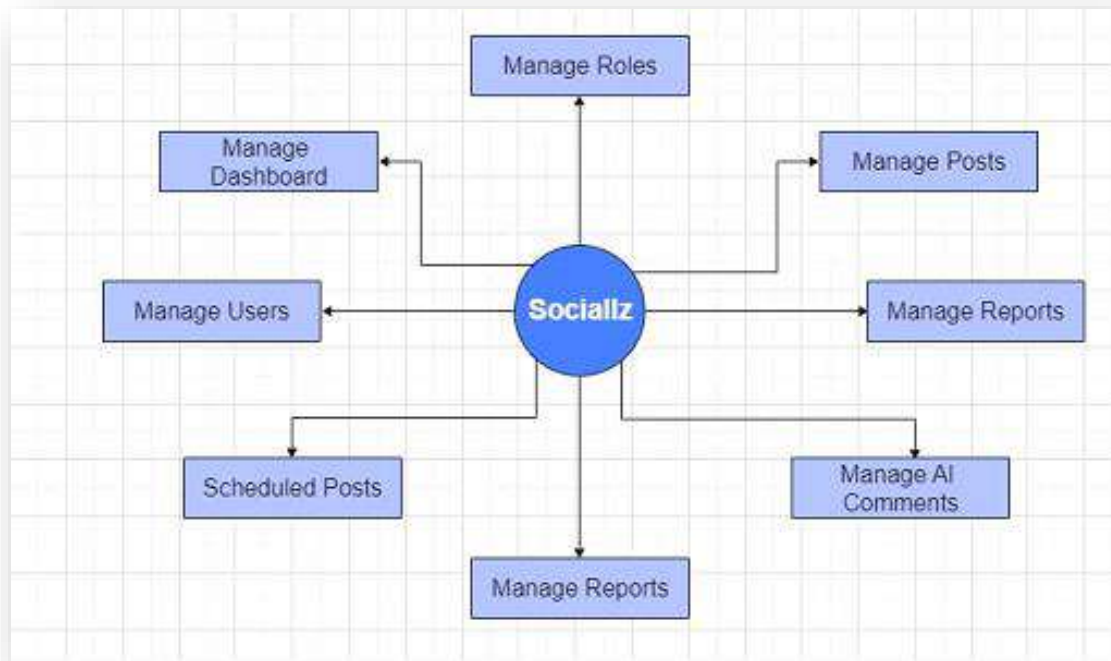 Manage Roles
Manage
Dashboard
Manage Posts
Manage Users
Sociallz
Manage Reports
Scheduled Posts
Manage AI
Comments
Manage Reports